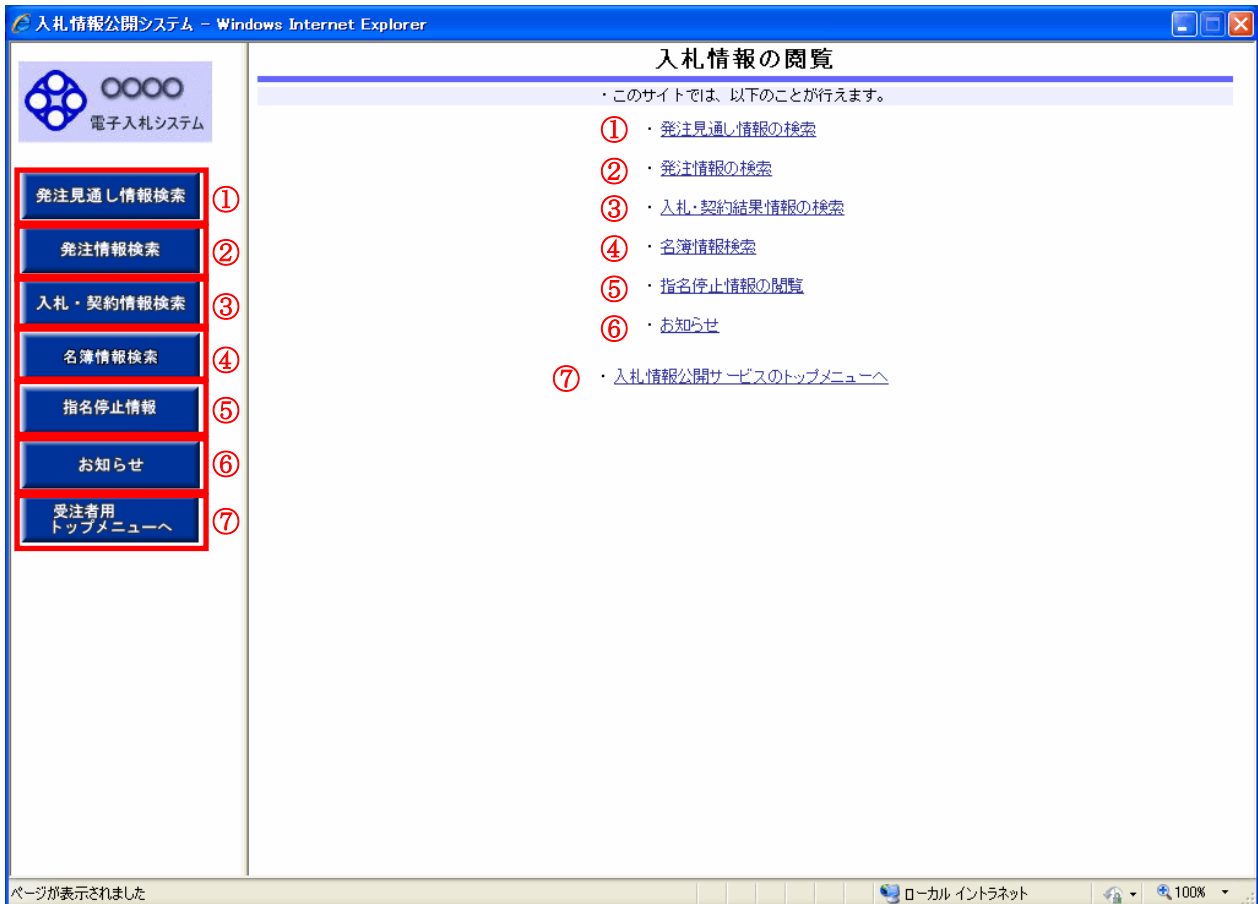 入札情報公開システム - Windows Internet Explorer
〇〇〇〇
電子入札システム
発注見通し情報検索 ①
発注情報検索 ②
入札・契約情報検索 ③
名簿情報検索 ④
指名停止情報 ⑤
お知らせ ⑥
受注者用
トップメニューへ ⑦
入札情報の閲覧
・このサイトでは、以下のことが行えます。
① ・発注見通し情報の検索
② ・発注情報の検索
③ ・入札・契約結果情報の検索
④ ・名簿情報検索
⑤ ・指名停止情報の閲覧
⑥ ・お知らせ
⑦ ・入札情報公開サービスのトップメニューへ
ページが表示されました
ローカル イントラネット
100%